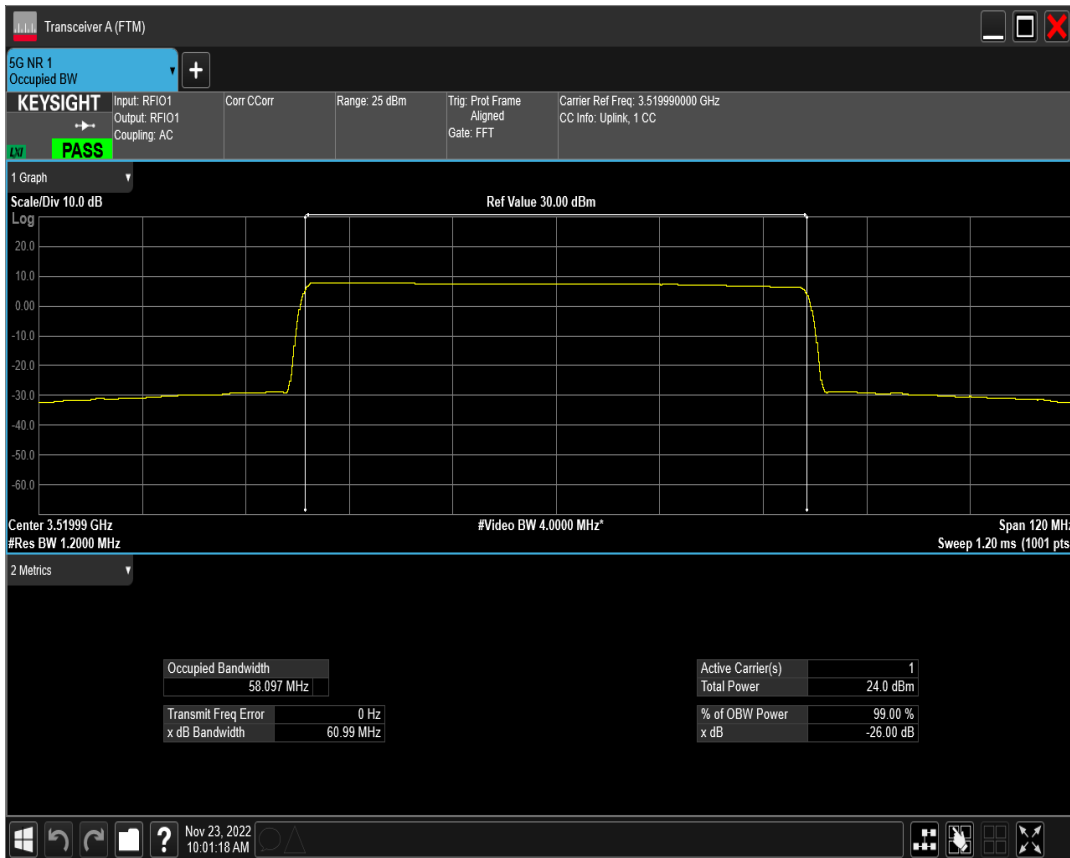 Transceiver A (FTM)
5G NR 1
Occupied BW
+
KEYSIGHT
LXI
PASS
Input: RFIO1
Output: RFIO1
Coupling: AC
Corr CCorr
Range: 25 dBm
Trig: Prot Frame
Aligned
Gate: FFT
Carrier Ref Freq: 3.519990000 GHz
CC Info: Uplink, 1 CC
1 Graph
Scale/Div 10.0 dB
Ref Value 30.00 dBm
Log
20.0
10.0
0.00
-10.0
-20.0
-30.0
-40.0
-50.0
-60.0
Center 3.51999 GHz
#Video BW 4.0000 MHz*
Span 120 MHz
#Res BW 1.2000 MHz
Sweep 1.20 ms (1001 pts
2 Metrics
Occupied Bandwidth
58.097 MHz
Transmit Freq Error 0 Hz
x dB Bandwidth 60.99 MHz
Active Carrier(s) 1
Total Power 24.0 dBm
% of OBW Power 99.00 %
x dB -26.00 dB
?
Nov 23, 2022
10:01:18 AM